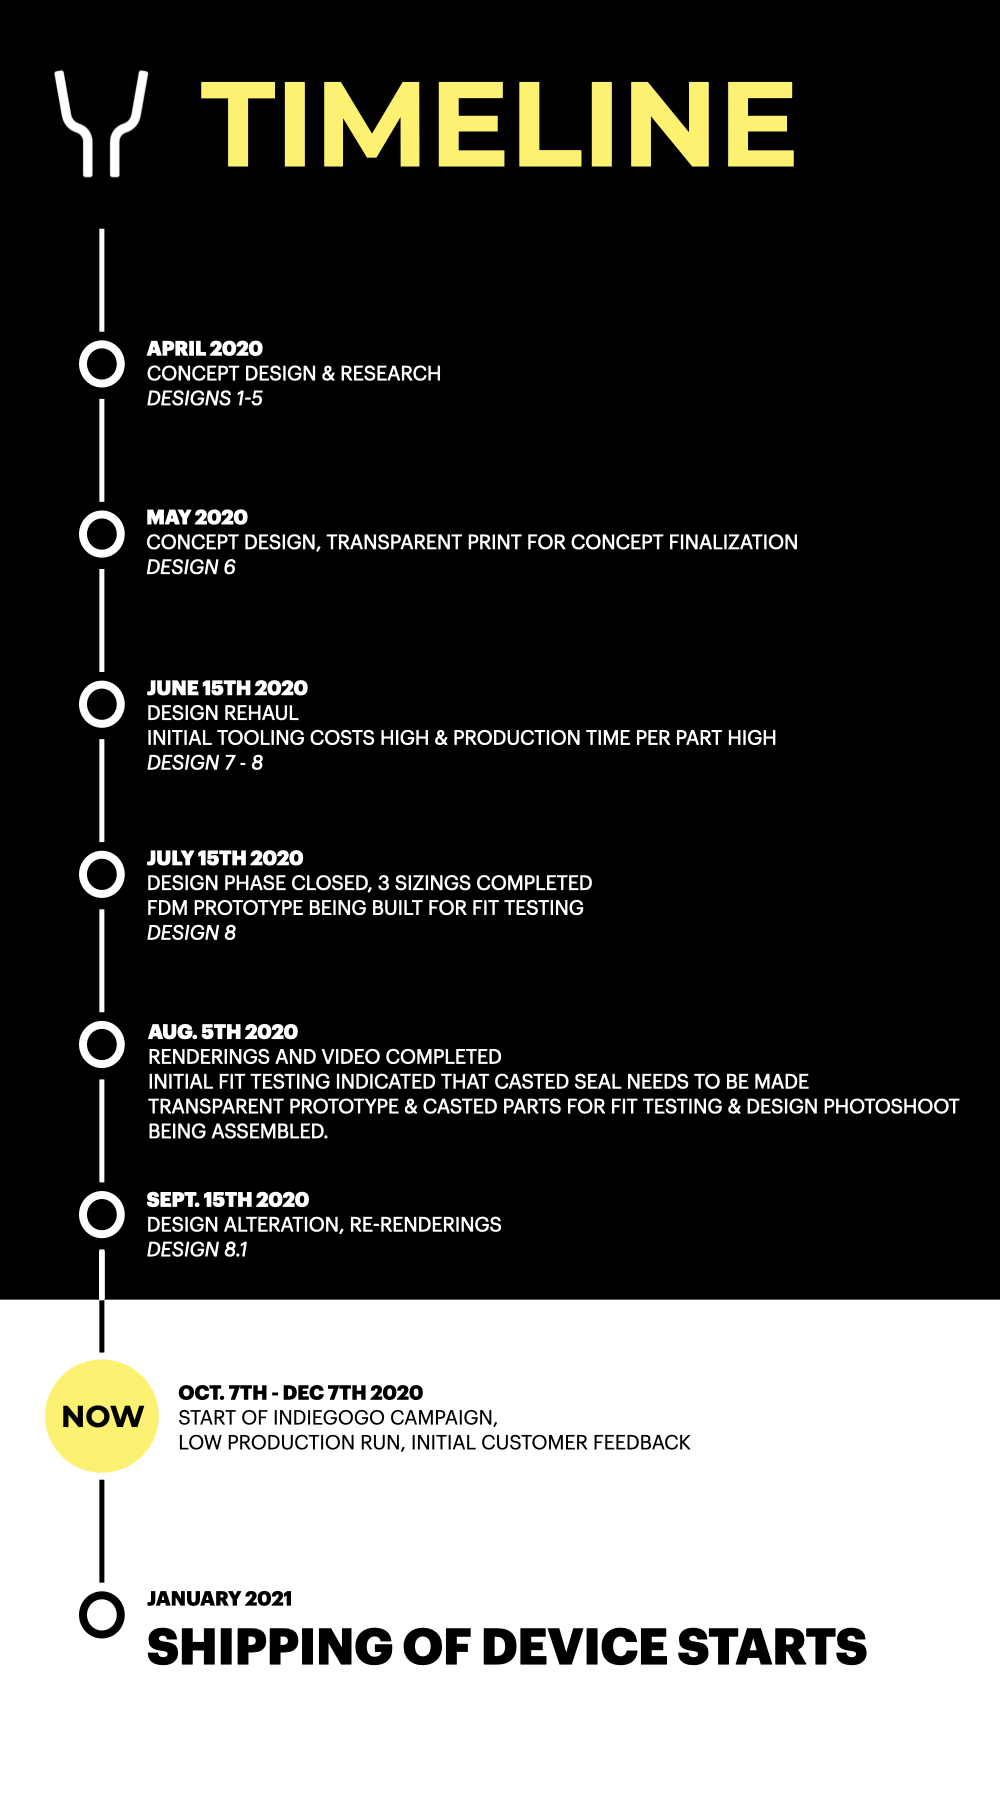 TIMELINE
APRIL 2020
CONCEPT DESIGN & RESEARCH
DESIGNS 1-5
MAY 2020
CONCEPT DESIGN, TRANSPARENT PRINT FOR CONCEPT FINALIZATION
DESIGN 6
JUNE 15TH 2020
DESIGN REHAUL
INITIAL TOOLING COSTS HIGH & PRODUCTION TIME PER PART HIGH
DESIGN 7 - 8
JULY 15TH 2020
DESIGN PHASE CLOSED, 3 SIZINGS COMPLETED
FDM PROTOTYPE BEING BUILT FOR FIT TESTING
DESIGN 8
AUG. 5TH 2020
RENDERINGS AND VIDEO COMPLETED
INITIAL FIT TESTING INDICATED THAT CASTED SEAL NEEDS TO BE MADE
TRANSPARENT PROTOTYPE & CASTED PARTS FOR FIT TESTING & DESIGN PHOTOSHOOT
BEING ASSEMBLED.
SEPT. 15TH 2020
DESIGN ALTERATION, RE-RENDERINGS
DESIGN 8.1
NOW
OCT. 7TH - DEC 7TH 2020
START OF INDIEGOGO CAMPAIGN,
LOW PRODUCTION RUN, INITIAL CUSTOMER FEEDBACK
JANUARY 2021
SHIPPING OF DEVICE STARTS